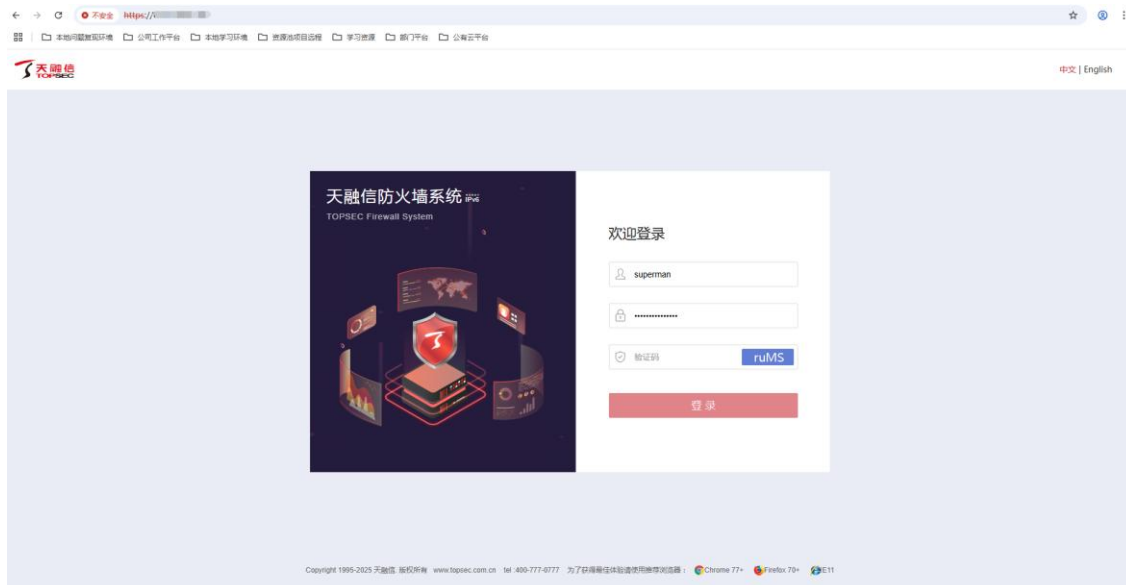 不安全 https://
本地问题复现环境 公司工作平台 本地学习环境 资源池项目远程 学习资源 部门平台 公有云平台
天融信
TOPSEC
中文 | English
天融信防火墙系统 IPv6
TOPSEC Firewall System
欢迎登录
superman
••••••••••••••••
验证码 ruMS
登 录
Copyright 1995-2025 天融信 版权所有 www.topsec.com.cn tel :400-777-0777 为了获得最佳体验请使用推荐浏览器： Chrome 77+ Firefox 70+ IE11